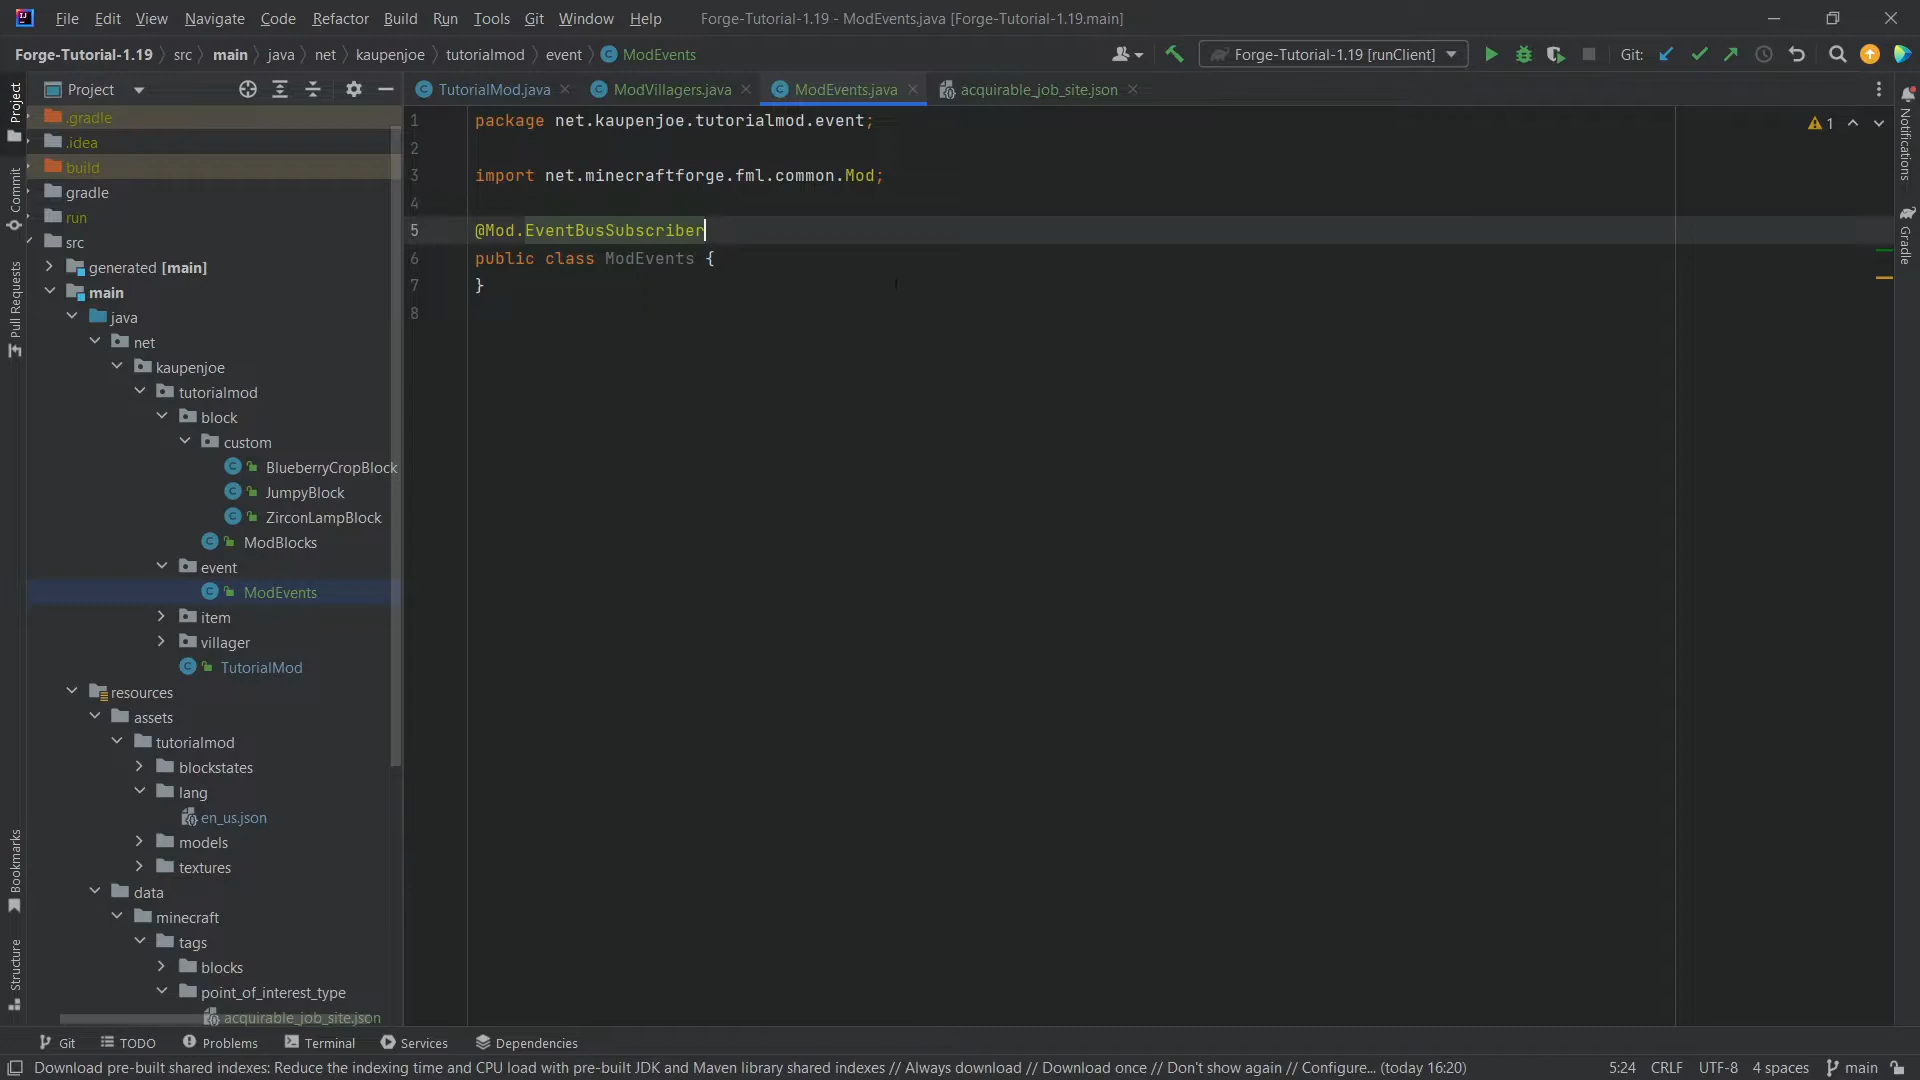 File Edit View Navigate Code Refactor Build Run Tools Git Window Help Forge-Tutorial-1.19 - ModEvents.java [Forge-Tutorial-1.19.main]
Forge-Tutorial-1.19 src main java net kaupenjoe tutorialmod event ModEvents Forge-Tutorial-1.19 [runClient] Git:
Project TutorialMod.java ModVillagers.java ModEvents.java acquirable_job_site.json
Project
Commit
Pull Requests
Bookmarks
Structure
.gradle
.idea
build
gradle
run
src
generated [main]
main
java
net
kaupenjoe
tutorialmod
block
custom
BlueberryCropBlock
JumpyBlock
ZirconLampBlock
ModBlocks
event
ModEvents
item
villager
TutorialMod
resources
assets
tutorialmod
blockstates
lang
en_us.json
models
textures
data
minecraft
tags
blocks
point_of_interest_type
acquirable_job_site.json
1 package net.kaupenjoe.tutorialmod.event;
2
3 import net.minecraftforge.fml.common.Mod;
4
5 @Mod.EventBusSubscriber
6 public class ModEvents {
7 }
8
1
Notifications
Gradle
Git TODO Problems Terminal Services Dependencies
Download pre-built shared indexes: Reduce the indexing time and CPU load with pre-built JDK and Maven library shared indexes // Always download // Download once // Don't show again // Configure... (today 16:20) 5:24 CRLF UTF-8 4 spaces main